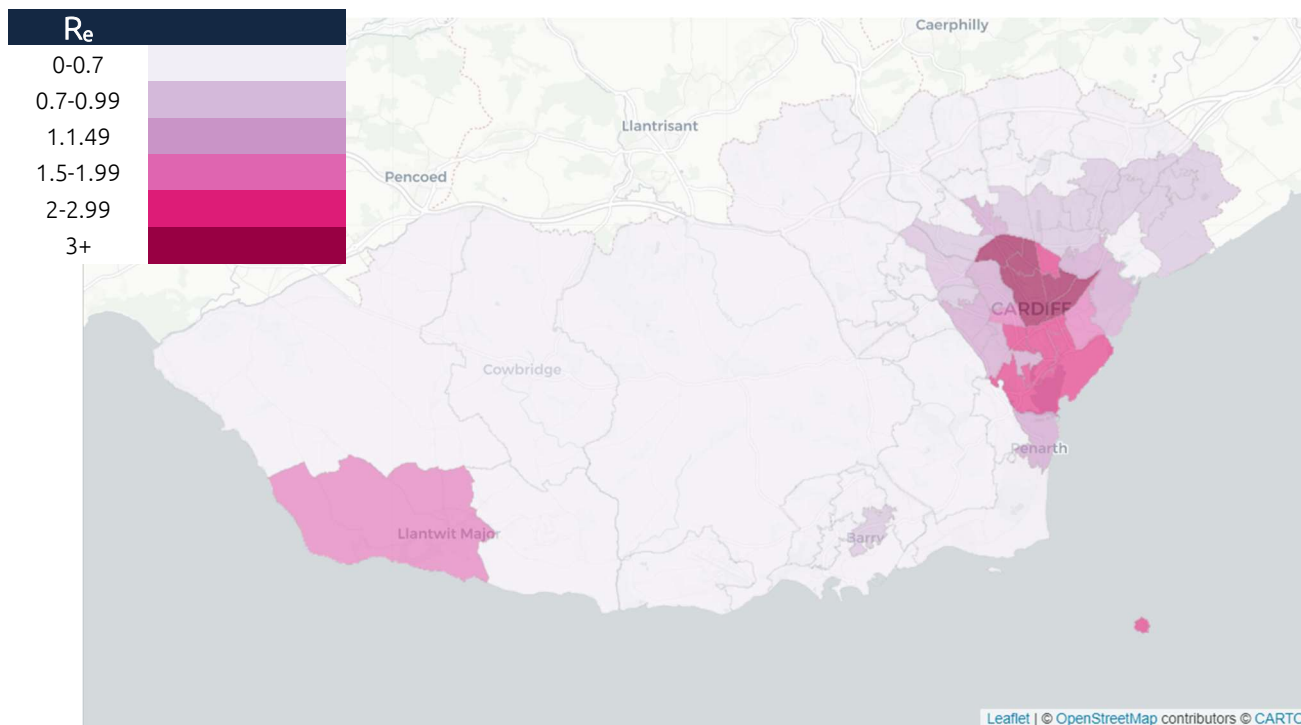 Re
0-0.7
0.7-0.99
1.1.49
1.5-1.99
2-2.99
3+
Caerphilly
Llantrisant
Pencoed
CARDIFF
Cowbridge
Penarth
Llantwit Major
Barry
Leaflet | © OpenStreetMap contributors © CARTO